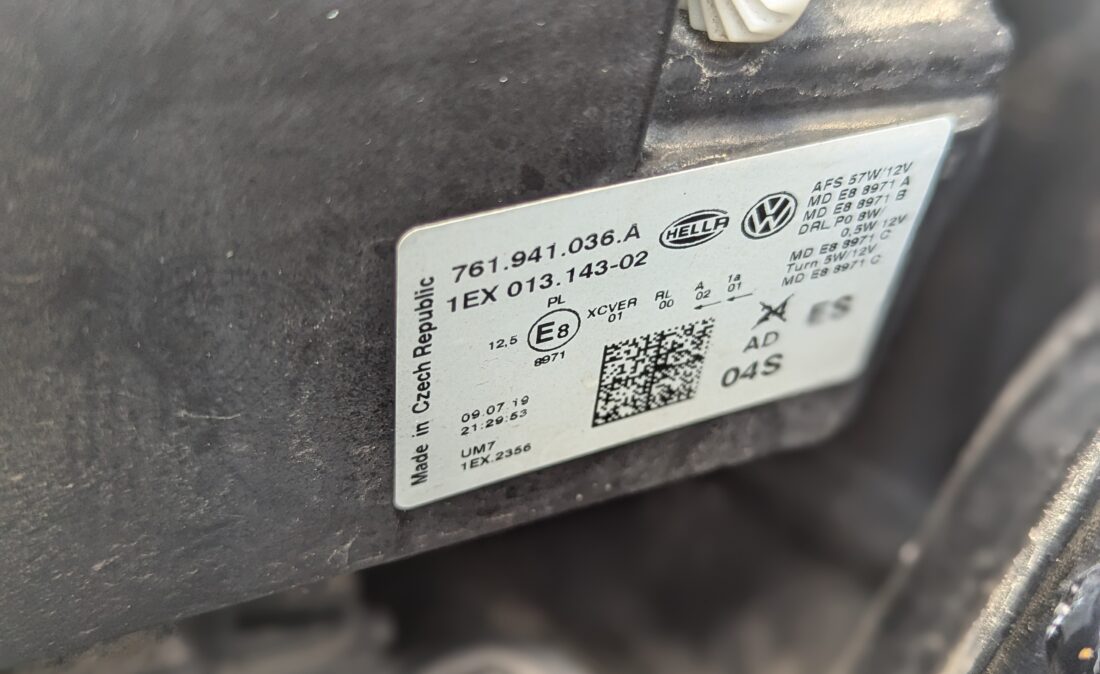 Made in Czech Republic
761.941.036.A
1EX 013.143-02
HELLA
VW
AFS 57W/12V
MD E8 8971 A
MD E8 8971 B
DRL P0 8W/
0,5W/12V
MD E8 8971 C
Turn 5W/12V
MD E8 8971 C
PL
12,5
E8
8971
XCVER
01
RL
00
A
02
1a
01
ES
AD
04S
09.07.19
21:29:53
UM7
1EX.2356